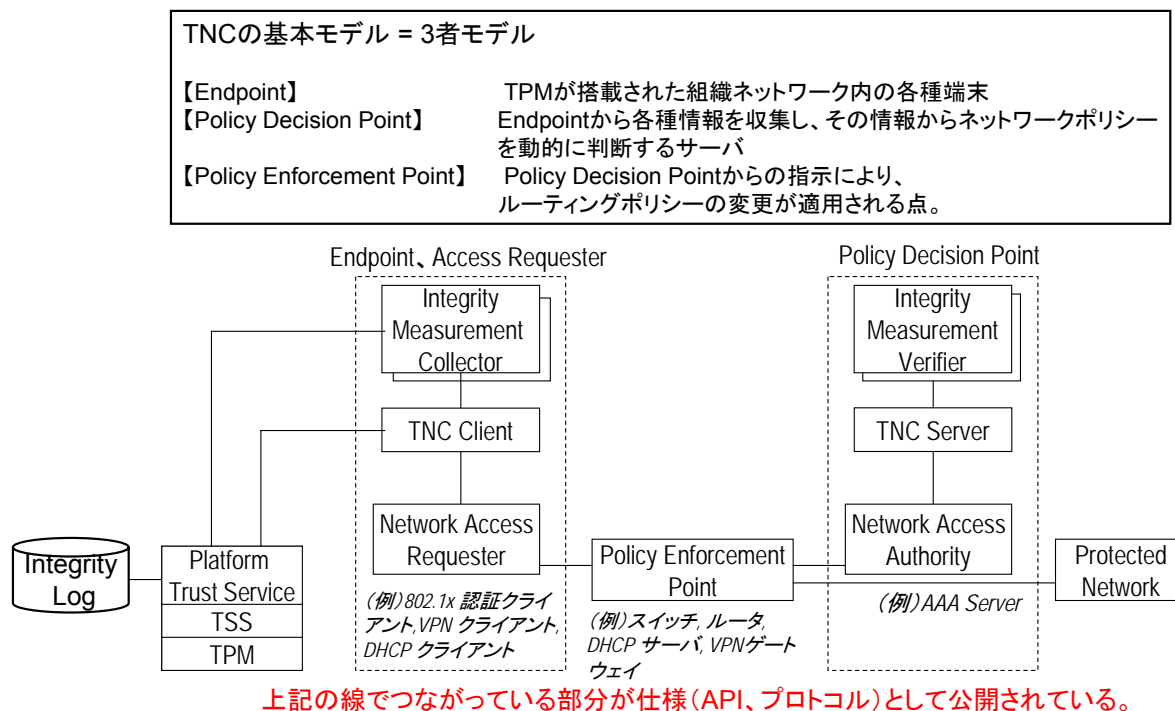 TNCの基本モデル = 3者モデル
【Endpoint】 TPMが搭載された組織ネットワーク内の各種端末
【Policy Decision Point】 Endpointから各種情報を収集し、その情報からネットワークポリシー
を動的に判断するサーバ
【Policy Enforcement Point】 Policy Decision Pointからの指示により、
ルーティングポリシーの変更が適用される点。
Endpoint、Access Requester
Policy Decision Point
Integrity
Measurement
Collector
Integrity
Measurement
Verifier
TNC Client
TNC Server
Network Access
Requester
Network Access
Authority
Policy Enforcement
Point
Protected
Network
Integrity
Log
Platform
Trust Service
TSS
TPM
(例)802.1x 認証クライ
アント,VPN クライアント,
DHCP クライアント
(例)スイッチ, ルータ,
DHCP サーバ, VPNゲート
ウェイ
(例)AAA Server
上記の線でつながっている部分が仕様(API、プロトコル)として公開されている。